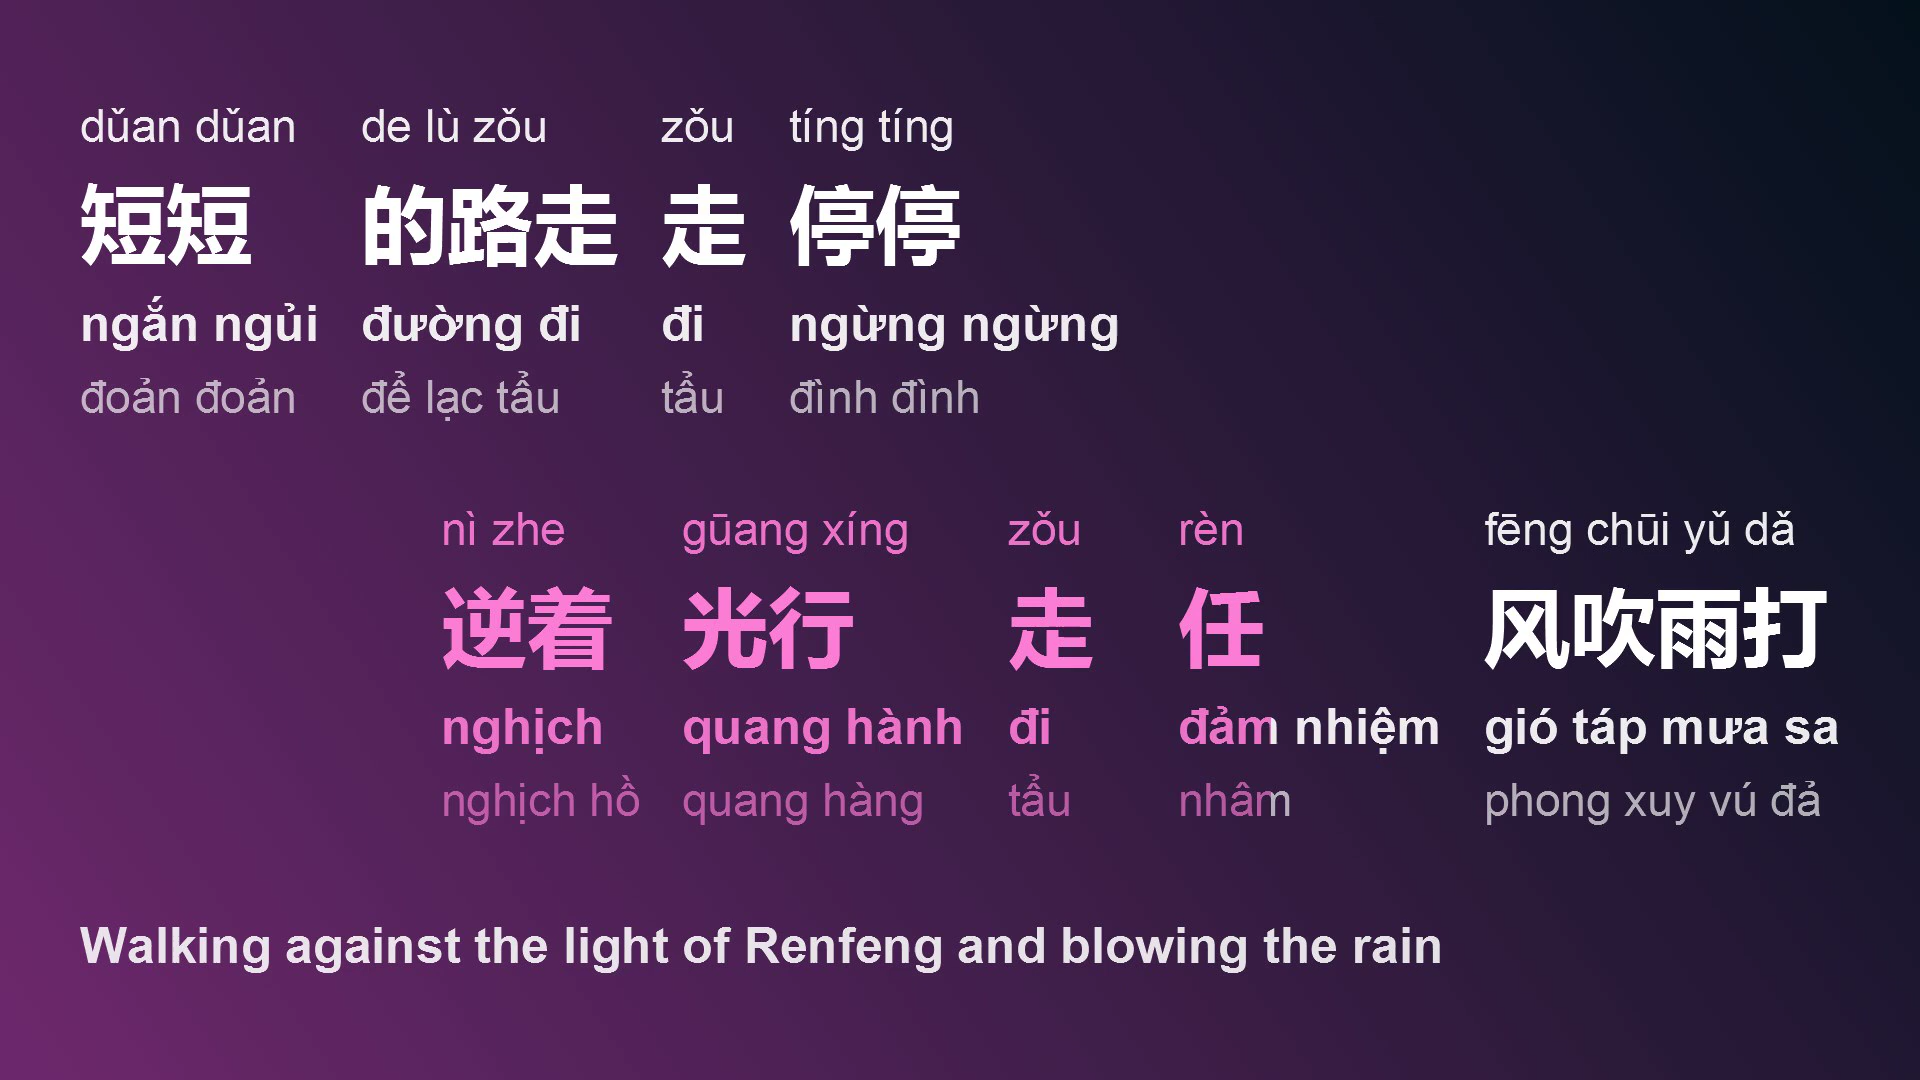 dǔan dǔan de lù zǒu zǒu tíng tíng
短短 的路走 走 停停
ngắn ngủi đường đi đi ngừng ngừng
đoản đoản để lạc tẩu tẩu đình đình
nì zhe gūang xíng zǒu rèn fēng chūi yǔ dǎ
逆着 光行 走 任 风吹雨打
nghịch quang hành đi đảm nhiệm gió táp mưa sa
nghịch hồ quang hàng tẩu nhâm phong xuy vú đả
Walking against the light of Renfeng and blowing the rain